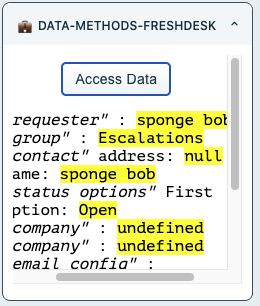 DATA-METHODS-FRESHDESK
Access Data
requester" : sponge bob
group" : Escalations
contact" address: null
ame: sponge bob
status options" First
ption: Open
company" : undefined
company" : undefined
email config" :